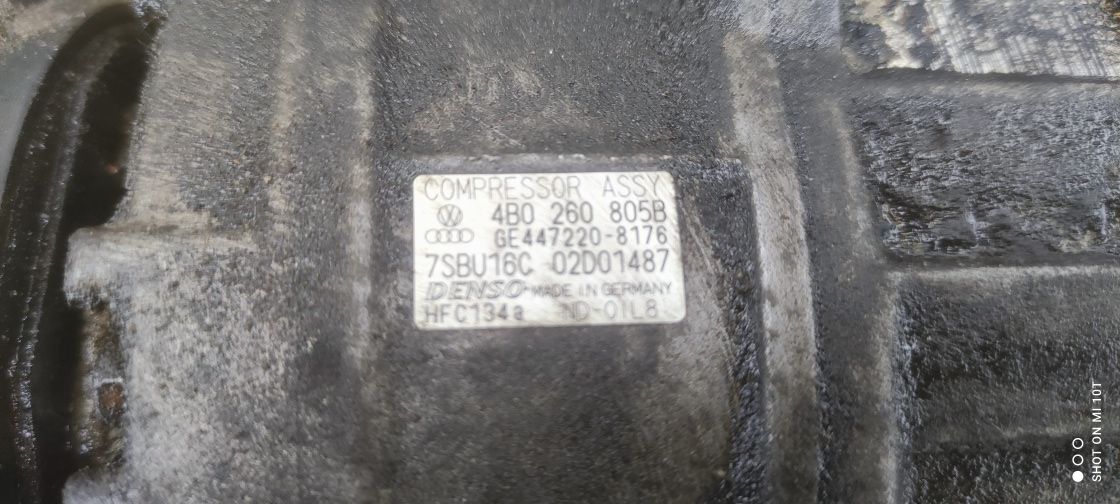 COMPRESSOR ASSY
4B0 260 805B
GE447220-8176
7SBU16C 02D01487
DENSO MADE IN GERMANY
HFC134a ND-OIL8
SHOT ON MI 10T